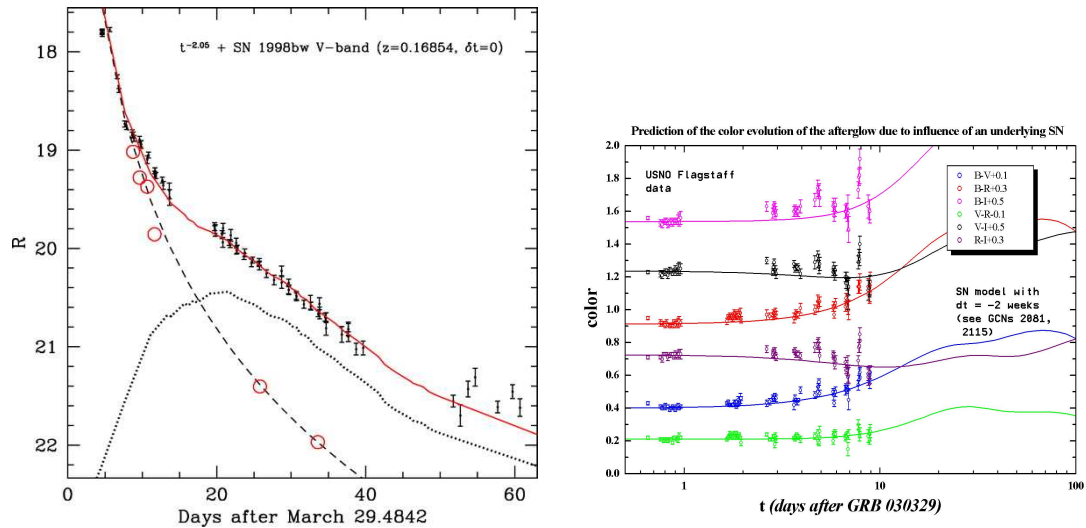 t^-2.05 + SN 1998bw V-band (z=0.16854, δt=0)
18
19
20
21
22
R
0
20
40
60
Days after March 29.4842
Prediction of the color evolution of the afterglow due to influence of an underlying SN
USNO Flagstaff
data
B-V+0.1
B-R+0.3
B-I+0.5
V-R-0.1
V-I+0.5
R-I+0.3
SN model with
dt = -2 weeks
(see GCNs 2081,
2115)
2.0
1.8
1.6
1.4
1.2
1.0
0.8
0.6
0.4
0.2
0.0
color
1
10
100
t (days after GRB 030329)